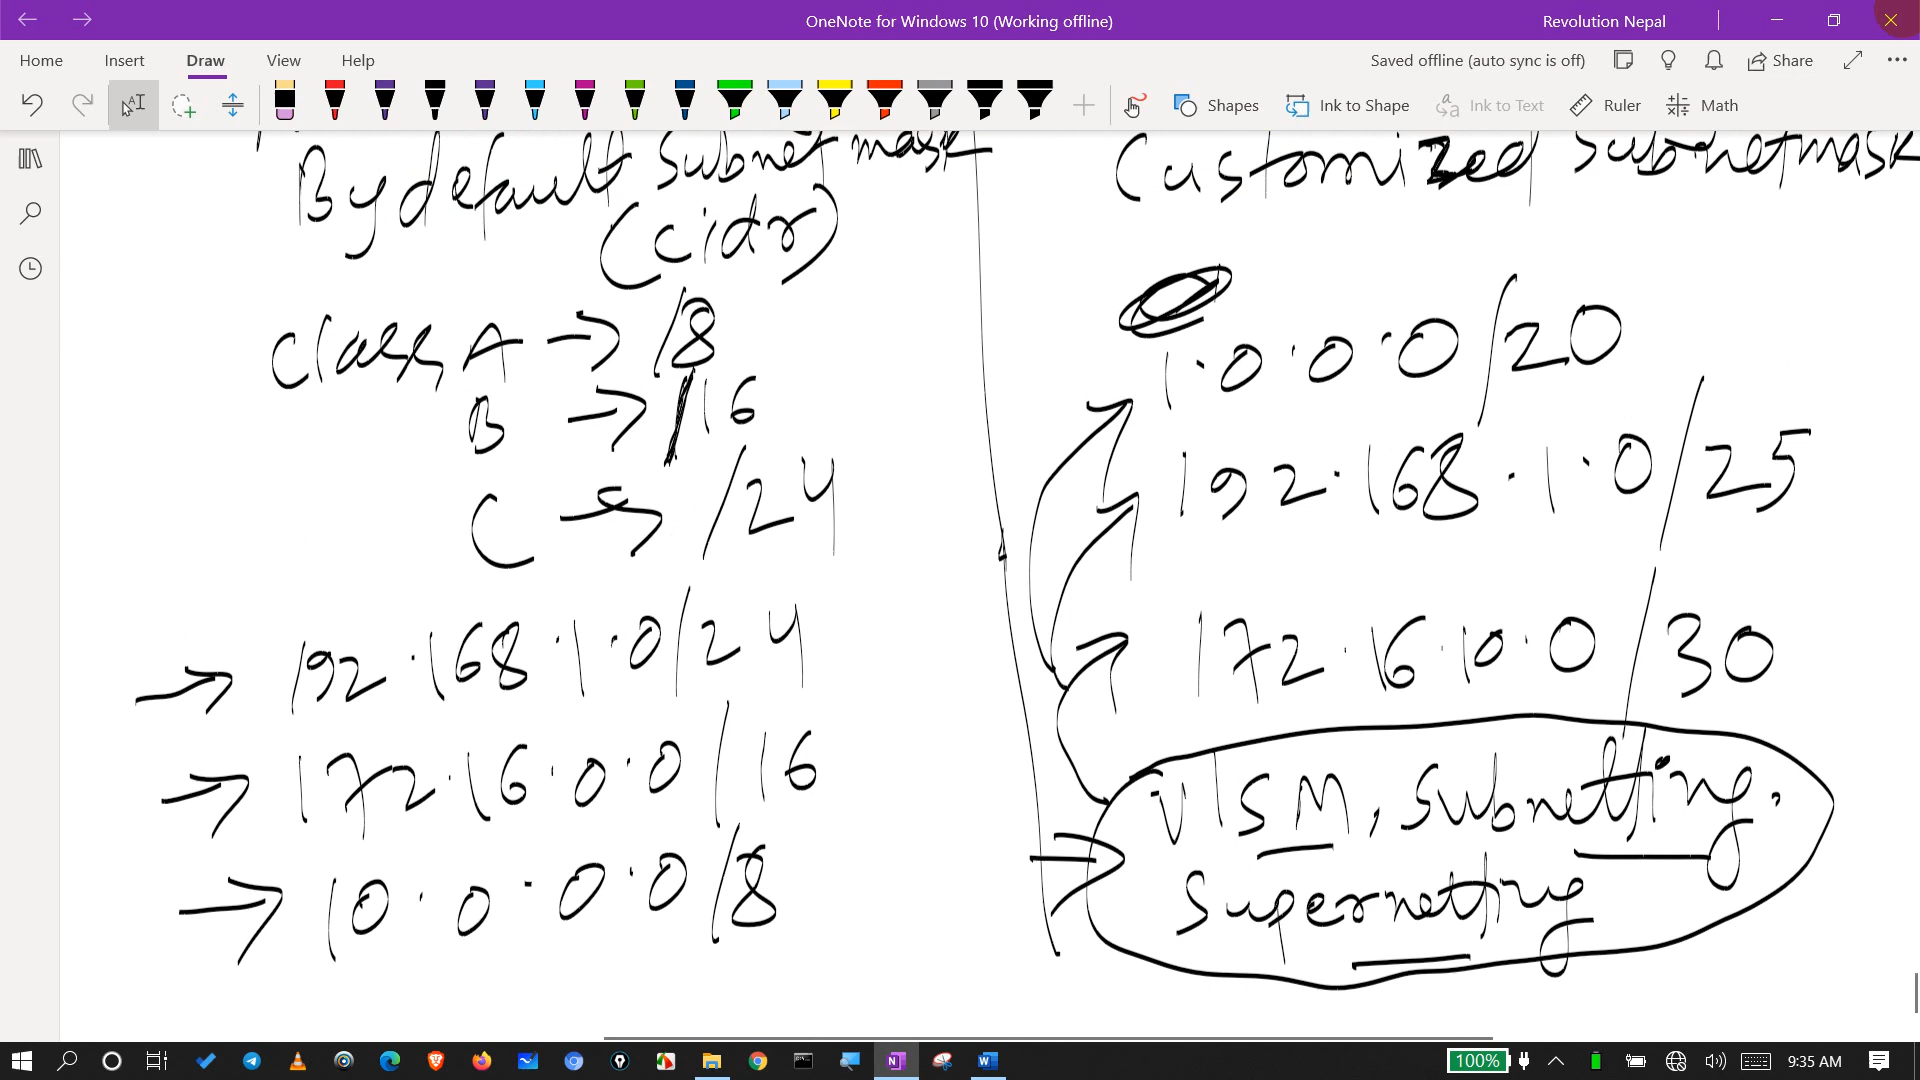 OneNote for Windows 10 (Working offline)
Revolution Nepal
Home Insert Draw View Help
Saved offline (auto sync is off)
Share
Shapes Ink to Shape Ink to Text Ruler Math
By default Subnet mask
(cidr)
class A → /8
B → /16
C → /24
→ 192.168.1.0/24
→ 172.16.0.0/16
→ 10.0.0.0/8
Customized Subnetmask
1.0.0.0/20
192.168.1.0/25
172.16.10.0/30
VlSM, Subnetting,
Supernetting
100%
9:35 AM